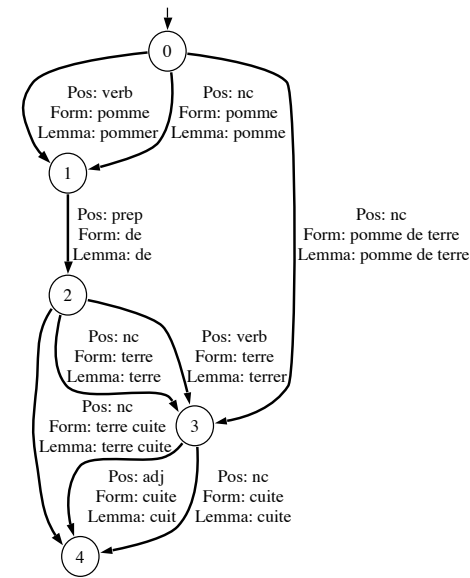 0
Pos: verb
Form: pomme
Lemma: pommer
Pos: nc
Form: pomme
Lemma: pomme
1
Pos: prep
Form: de
Lemma: de
Pos: nc
Form: pomme de terre
Lemma: pomme de terre
2
Pos: nc
Form: terre
Lemma: terre
Pos: verb
Form: terre
Lemma: terrer
Pos: nc
Form: terre cuite
Lemma: terre cuite
3
Pos: adj
Form: cuite
Lemma: cuit
Pos: nc
Form: cuite
Lemma: cuite
4